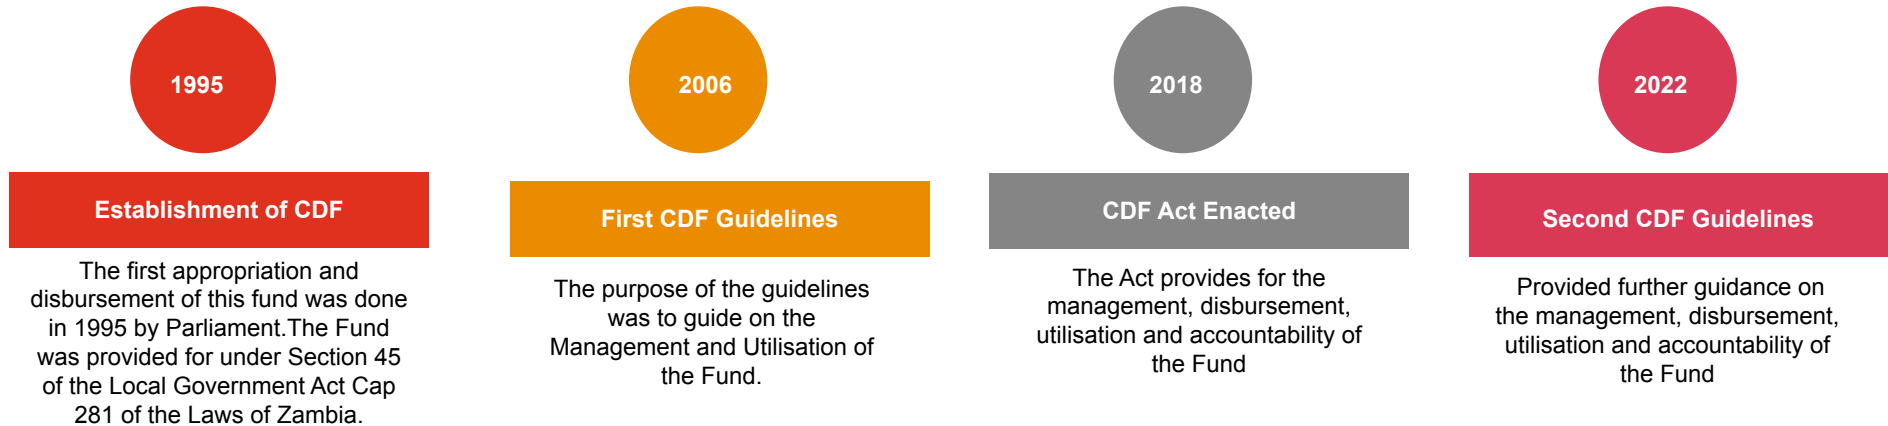 1995
Establishment of CDF
The first appropriation and
disbursement of this fund was done
in 1995 by Parliament.The Fund
was provided for under Section 45
of the Local Government Act Cap
281 of the Laws of Zambia.
2006
First CDF Guidelines
The purpose of the guidelines
was to guide on the
Management and Utilisation of
the Fund.
2018
CDF Act Enacted
The Act provides for the
management, disbursement,
utilisation and accountability of
the Fund
2022
Second CDF Guidelines
Provided further guidance on
the management, disbursement,
utilisation and accountability of
the Fund